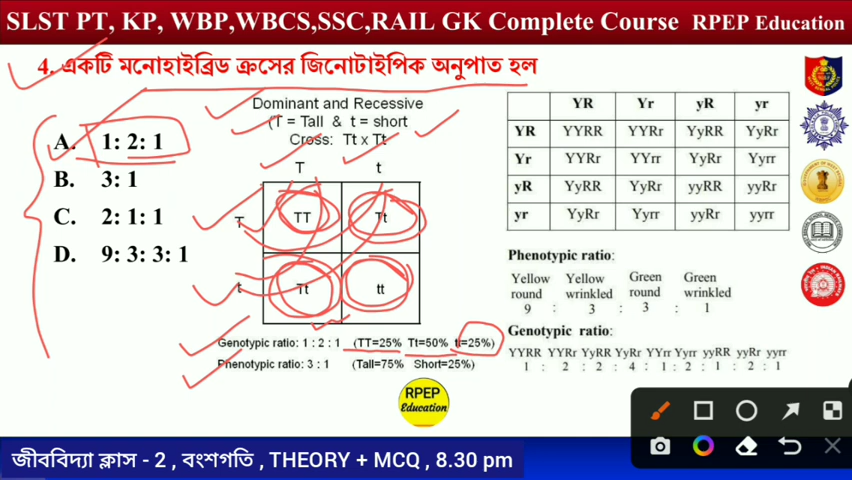 SLST PT, KP, WBP,WBCS,SSC,RAIL GK Complete Course RPEP Education
4. একটি মনোহাইব্রিড ক্রসের জিনোটাইপিক অনুপাত হল
A. 1: 2: 1
B. 3: 1
C. 2: 1: 1
D. 9: 3: 3: 1
Dominant and Recessive
(T = Tall & t = short
Cross: Tt x Tt
T t
T TT Tt
t Tt tt
Genotypic ratio: 1 : 2 : 1 (TT=25% Tt=50% tt=25%)
Phenotypic ratio: 3 : 1 (Tall=75% Short=25%)
YR Yr yR yr
YR YYRR YYRr YyRR YyRr
Yr YYRr YYrr YyRr Yyrr
yR YyRR YyRr yyRR yyRr
yr YyRr Yyrr yyRr yyrr
Phenotypic ratio:
Yellow Yellow Green Green
round wrinkled round wrinkled
9 : 3 : 3 : 1
Genotypic ratio:
YYRR YYRr YyRR YyRr YYrr Yyrr yyRR yyRr yyrr
1 : 2 : 2 : 4 : 1 : 2 : 1 : 2 : 1
RPEP
Education
জীববিদ্যা ক্লাস - 2 , বংশগতি , THEORY + MCQ , 8.30 pm